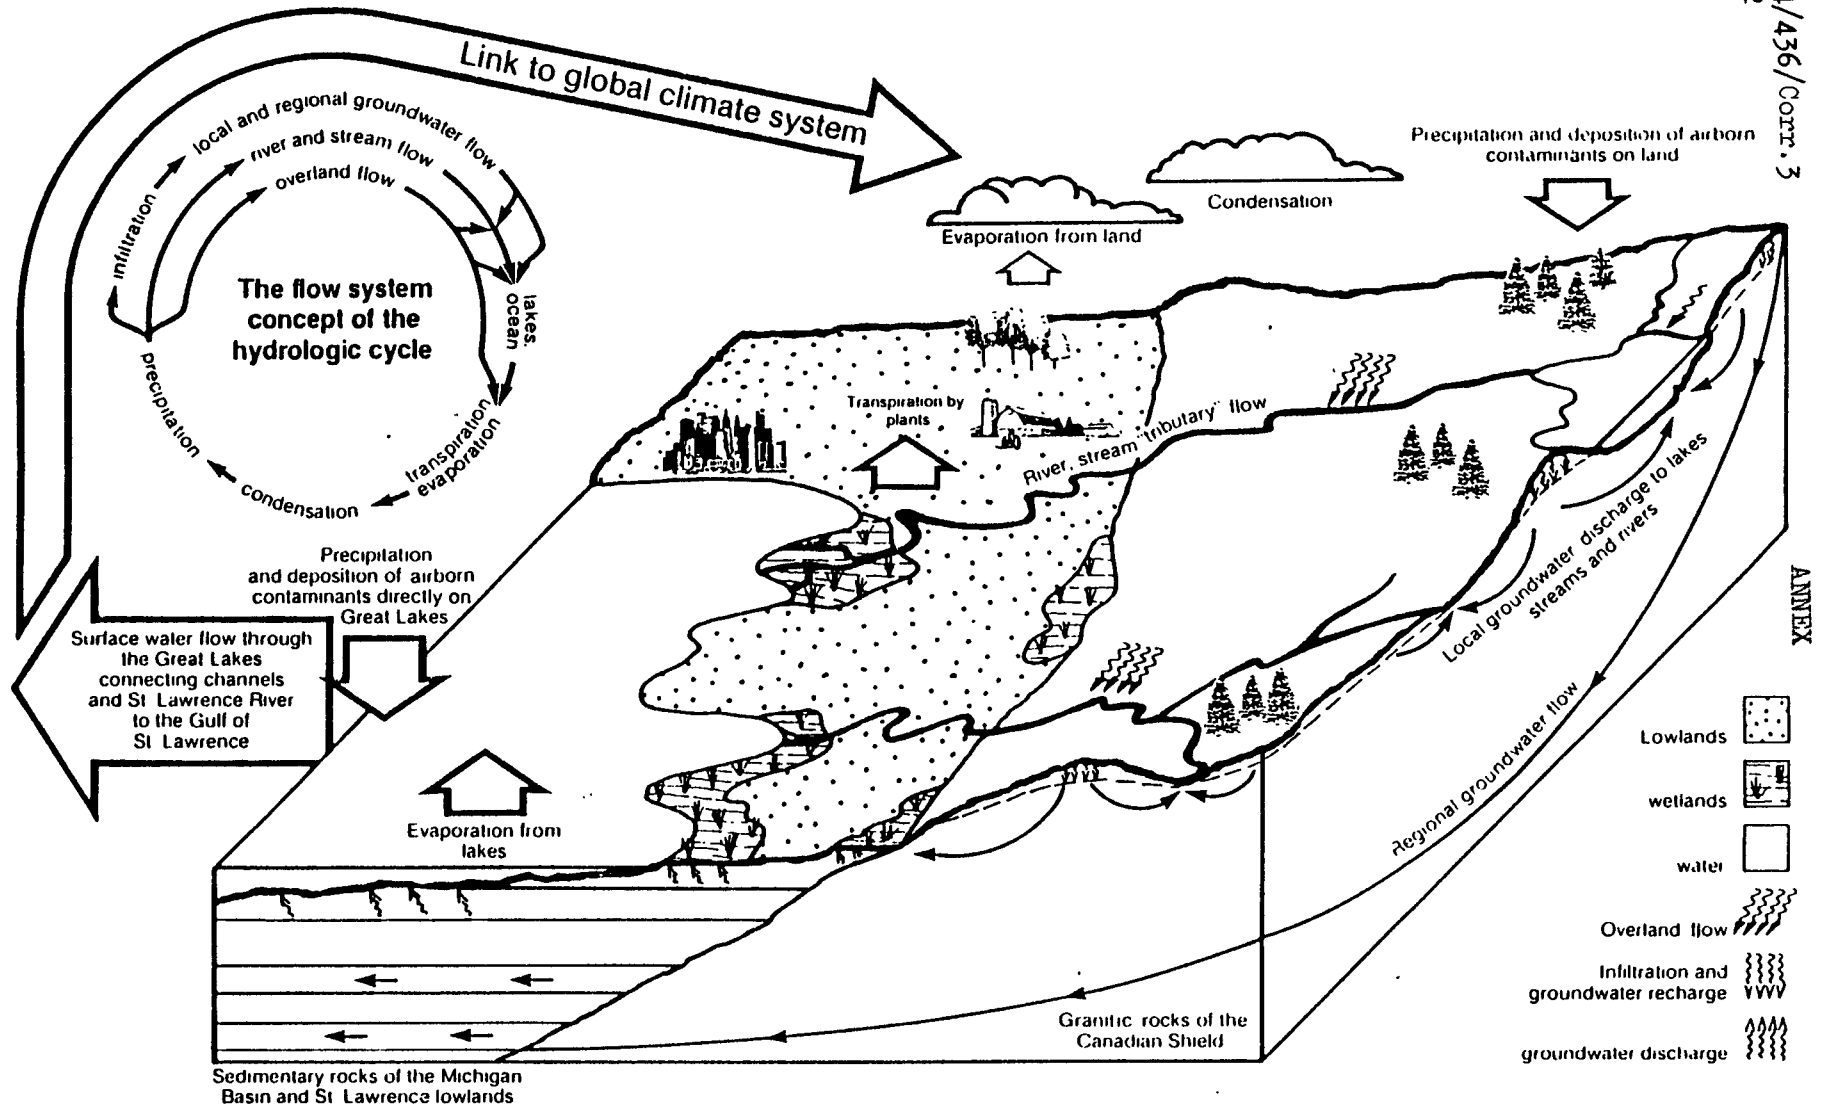 4/436/Corr.3
2
ANNEX
Link to global climate system
local and regional groundwater flow
river and stream flow
overland flow
infiltration
The flow system
concept of the
hydrologic cycle
lakes,
ocean
precipitation
transpiration
evaporation
condensation
Precipitation and deposition of airborn
contaminants on land
Condensation
Evaporation from land
Transpiration by
plants
River, stream "tributary" flow
Precipitation
and deposition of airborn
contaminants directly on
Great Lakes
Surface water flow through
the Great Lakes
connecting channels
and St Lawrence River
to the Gulf of
St Lawrence
Evaporation from
lakes
Local groundwater discharge to lakes
streams and rivers
Regional groundwater flow
Granitic rocks of the
Canadian Shield
Sedimentary rocks of the Michigan
Basin and St Lawrence lowlands
Lowlands
wetlands
water
Overland flow
Infiltration and
groundwater recharge
groundwater discharge